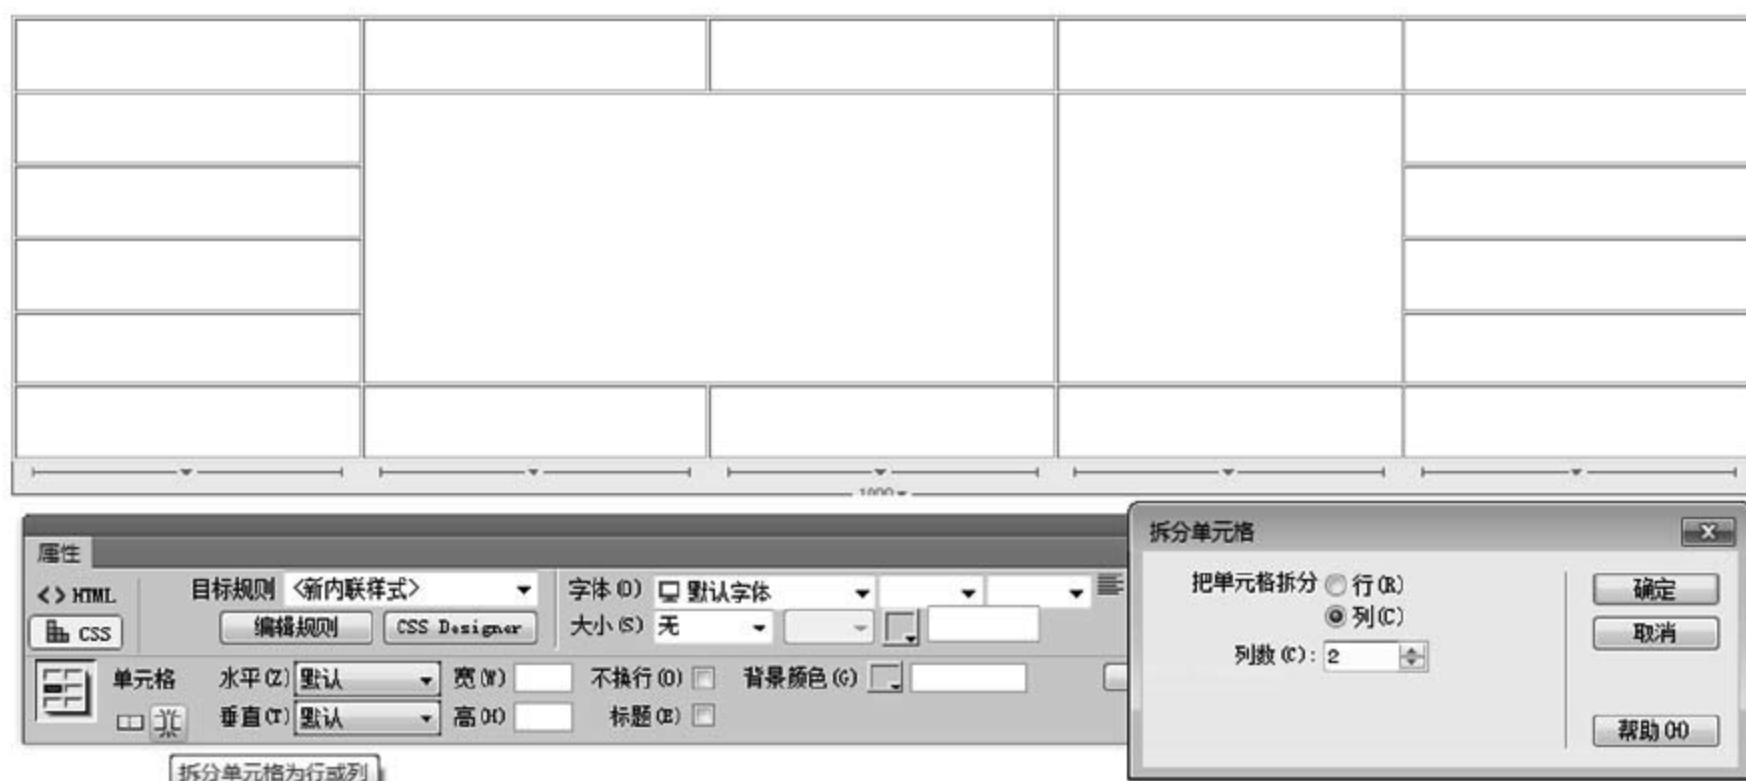 1000
属性
<> HTML
目标规则 <新内联样式>
字体(O) 默认字体
CSS
编辑规则 CSS Designer
大小(S) 无
单元格 水平(Z) 默认 宽(W) 不换行(O) 背景颜色(G)
垂直(T) 默认 高(H) 标题(E)
拆分单元格为行或列
拆分单元格
把单元格拆分 行(R)
列(C)
列数(C): 2
确定
取消
帮助(H)